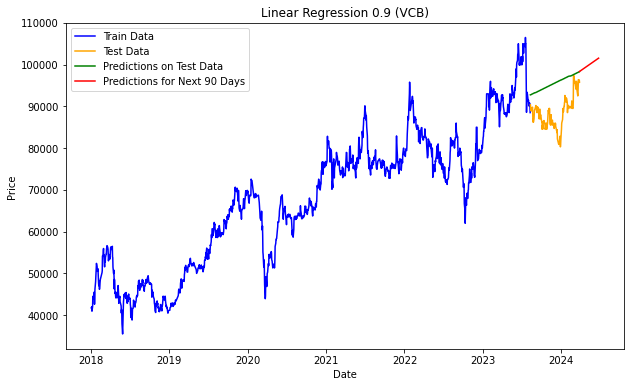 Linear Regression 0.9 (VCB)
Train Data
Test Data
Predictions on Test Data
Predictions for Next 90 Days
110000
100000
90000
80000
70000
60000
50000
40000
Price
2018
2019
2020
2021
2022
2023
2024
Date